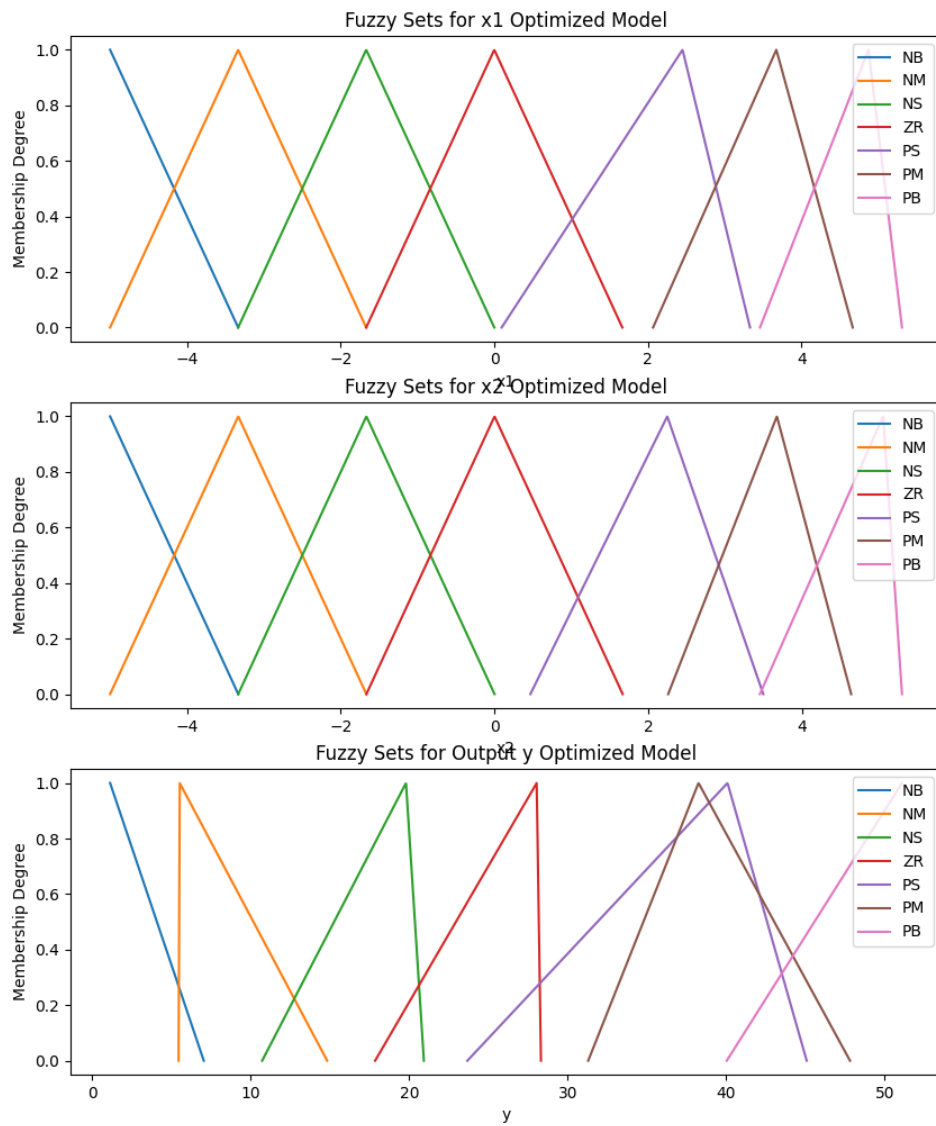 Fuzzy Sets for x1 Optimized Model
1.0
0.8
0.6
0.4
0.2
0.0
Membership Degree
NB
NM
NS
ZR
PS
PM
PB
−4
−2
0
2
4
x1
Fuzzy Sets for x2 Optimized Model
1.0
0.8
0.6
0.4
0.2
0.0
Membership Degree
NB
NM
NS
ZR
PS
PM
PB
−4
−2
0
2
4
x2
Fuzzy Sets for Output y Optimized Model
1.0
0.8
0.6
0.4
0.2
0.0
Membership Degree
NB
NM
NS
ZR
PS
PM
PB
0
10
20
30
40
50
y